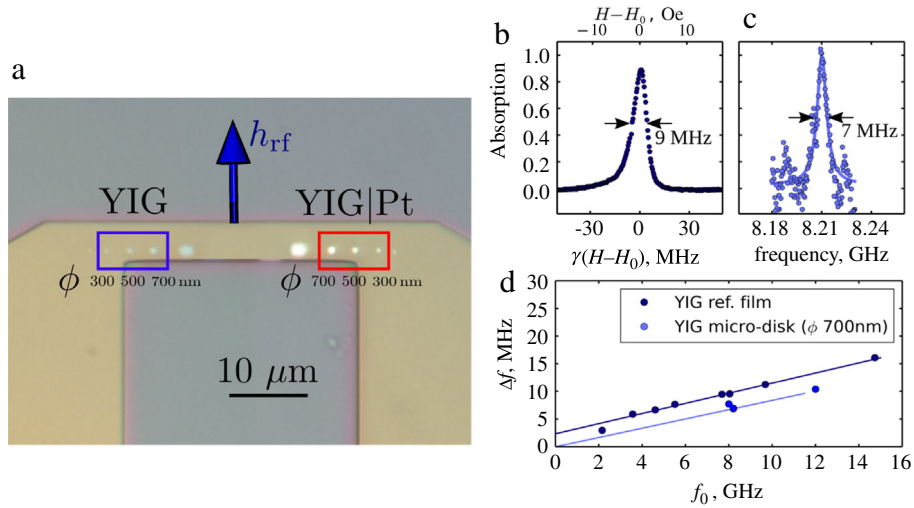 a
h_rf
YIG
YIG|Pt
ϕ 300 500 700 nm
ϕ 700 500 300 nm
10 μm
b
H−H₀, Oe
−10 0 10
Absorption
1.0
0.8
0.6
0.4
0.2
0.0
9 MHz
-30 0 30
γ(H−H₀), MHz
c
7 MHz
8.18 8.21 8.24
frequency, GHz
d
Δf, MHz
30
25
20
15
10
5
0
YIG ref. film
YIG micro-disk (ϕ 700nm)
0 2 4 6 8 10 12 14 16
f₀, GHz